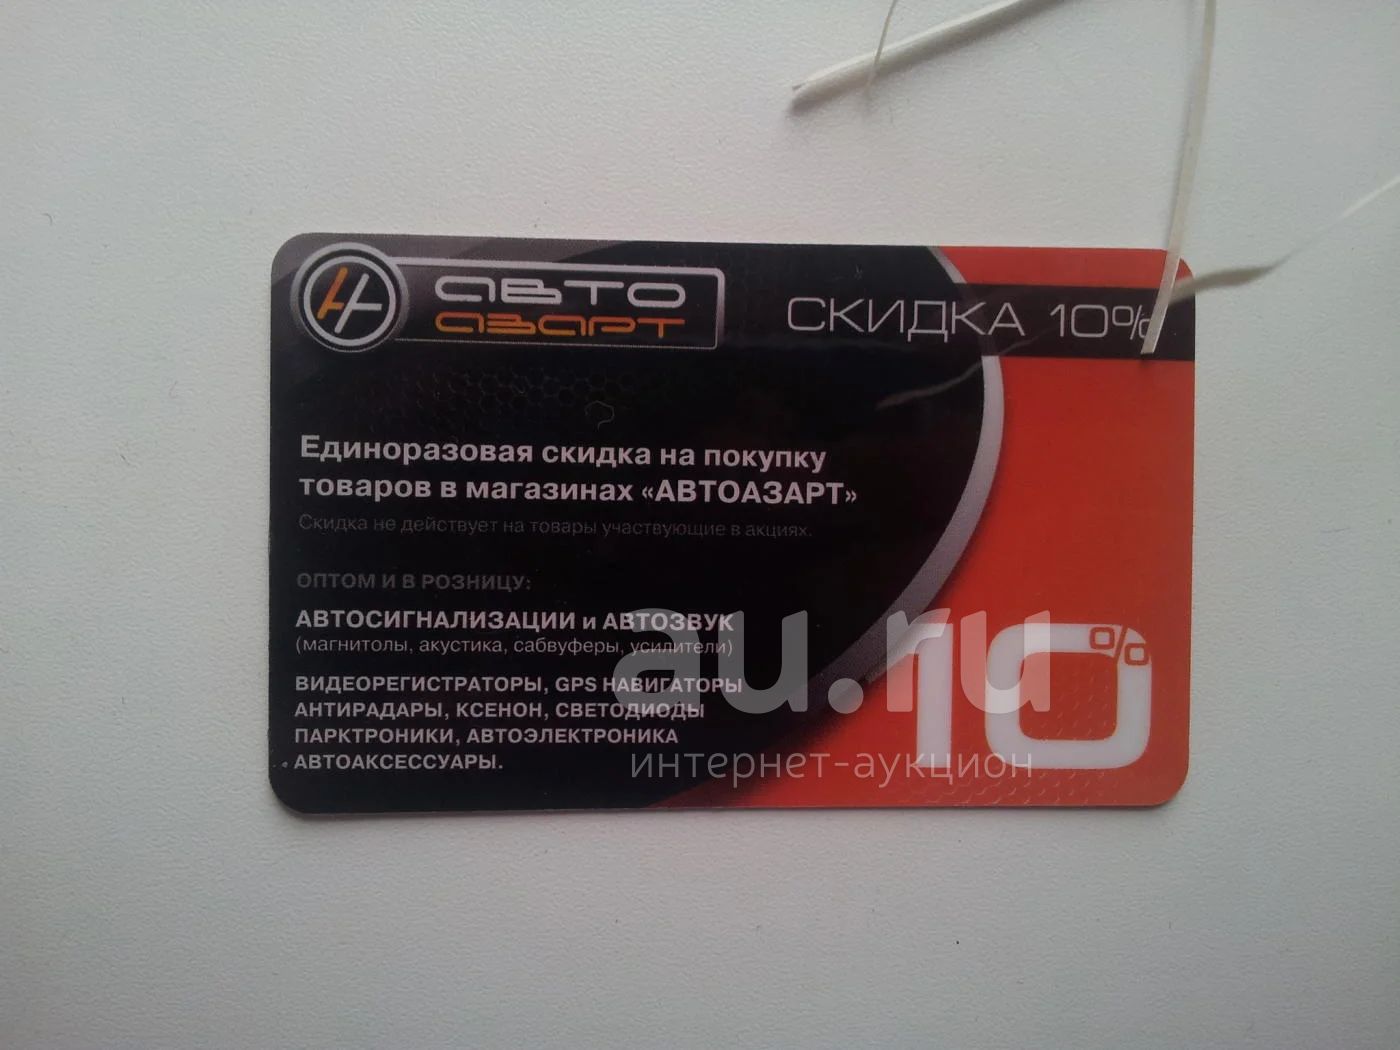 АВТО
АЗАРТ
СКИДКА 10%
Единоразовая скидка на покупку
товаров в магазинах «АВТОАЗАРТ»
Скидка не действует на товары участвующие в акциях.
ОПТОМ И В РОЗНИЦУ:
АВТОСИГНАЛИЗАЦИИ и АВТОЗВУК
(магнитолы, акустика, сабвуферы, усилители)
ВИДЕОРЕГИСТРАТОРЫ, GPS НАВИГАТОРЫ
АНТИРАДАРЫ, КСЕНОН, СВЕТОДИОДЫ
ПАРКТРОНИКИ, АВТОЭЛЕКТРОНИКА
АВТОАКСЕССУАРЫ.
10%
au.ru
интернет-аукцион